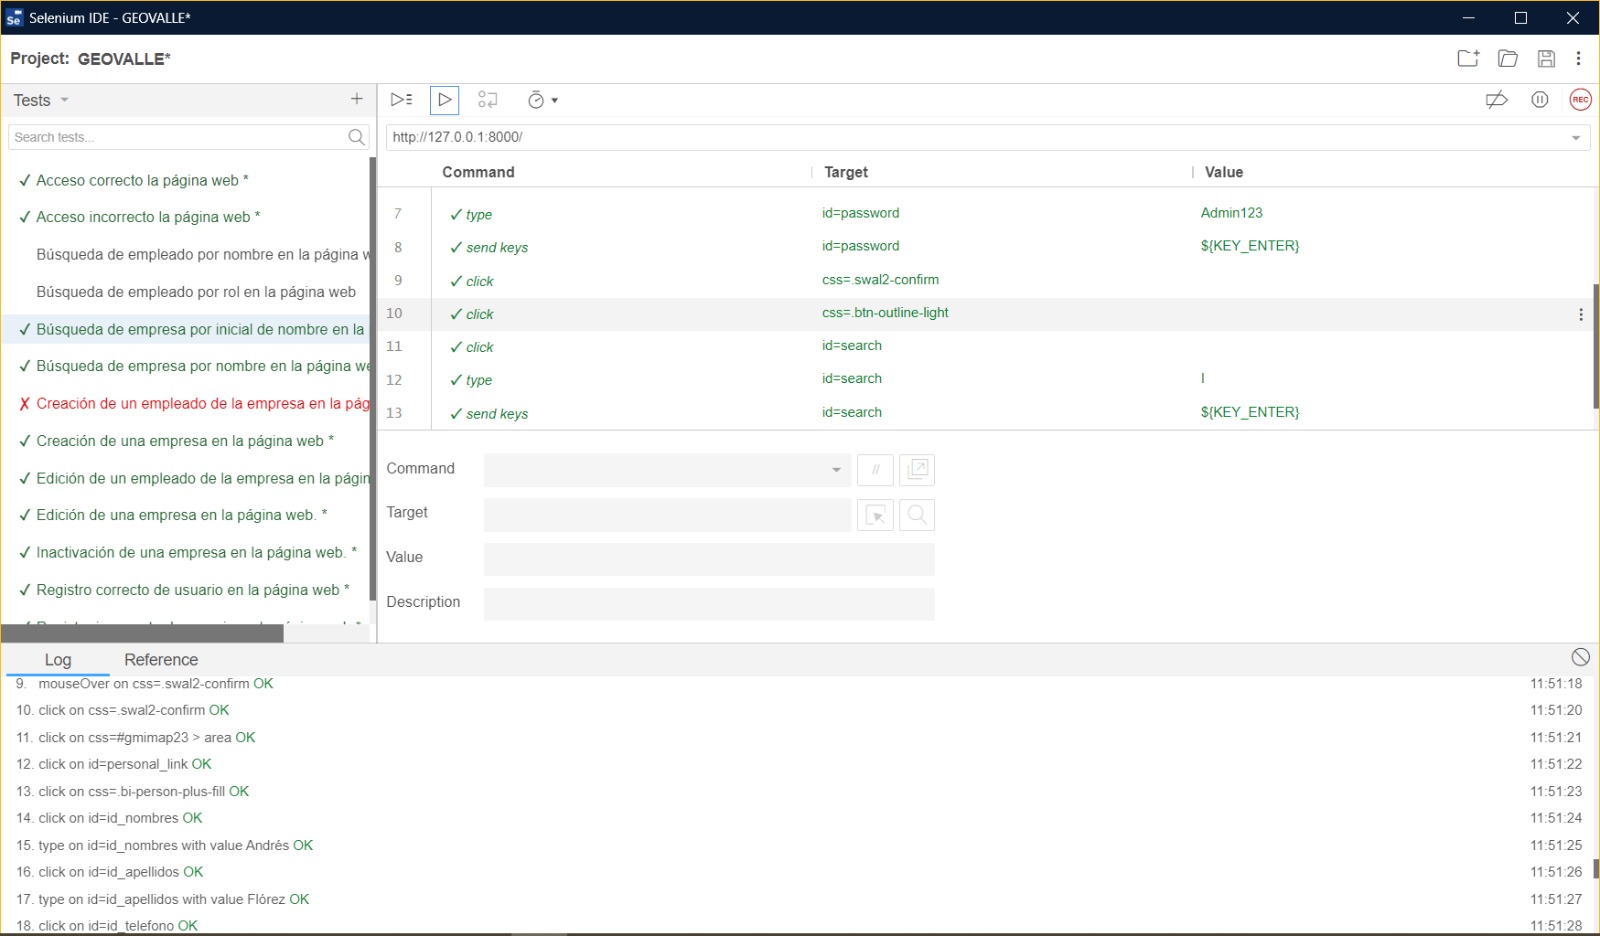 Selenium IDE - GEOVALLE*
Project: GEOVALLE*
Tests
Search tests...
Acceso correcto la página web *
Acceso incorrecto la página web *
Búsqueda de empleado por nombre en la página w
Búsqueda de empleado por rol en la página web
Búsqueda de empresa por inicial de nombre en la
Búsqueda de empresa por nombre en la página we
Creación de un empleado de la empresa en la pág
Creación de una empresa en la página web *
Edición de un empleado de la empresa en la págin
Edición de una empresa en la página web. *
Inactivación de una empresa en la página web. *
Registro correcto de usuario en la página web *
REC
http://127.0.0.1:8000/
Command Target Value
7 type id=password Admin123
8 send keys id=password ${KEY_ENTER}
9 click css=.swal2-confirm
10 click css=.btn-outline-light
11 click id=search
12 type id=search I
13 send keys id=search ${KEY_ENTER}
Command //
Target
Value
Description
Log Reference
9. mouseOver on css=.swal2-confirm OK 11:51:18
10. click on css=.swal2-confirm OK 11:51:20
11. click on css=#gmimap23 > area OK 11:51:21
12. click on id=personal_link OK 11:51:22
13. click on css=.bi-person-plus-fill OK 11:51:23
14. click on id=id_nombres OK 11:51:24
15. type on id=id_nombres with value Andrés OK 11:51:25
16. click on id=id_apellidos OK 11:51:26
17. type on id=id_apellidos with value Flórez OK 11:51:27
18. click on id=id_telefono OK 11:51:28